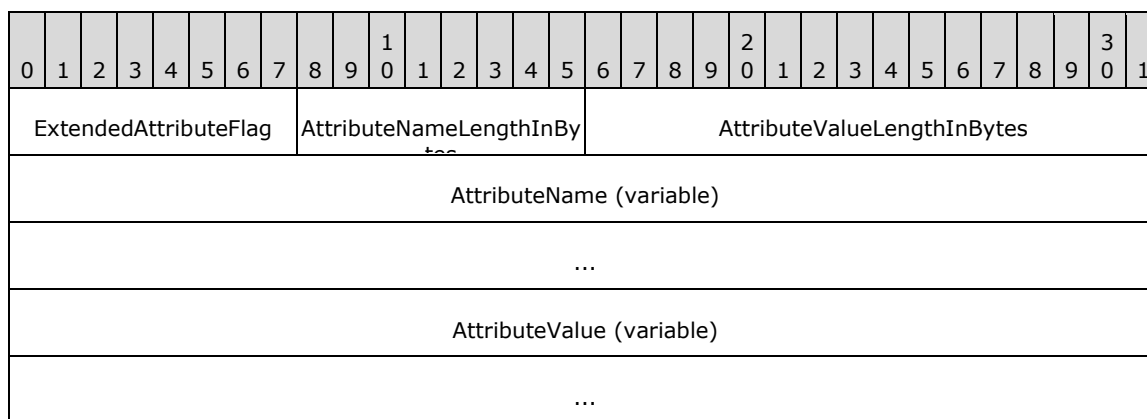 1 2 3
0 1 2 3 4 5 6 7 8 9 0 1 2 3 4 5 6 7 8 9 0 1 2 3 4 5 6 7 8 9 0 1
ExtendedAttributeFlag AttributeNameLengthInBy AttributeValueLengthInBytes
tes
AttributeName (variable)
...
AttributeValue (variable)
...